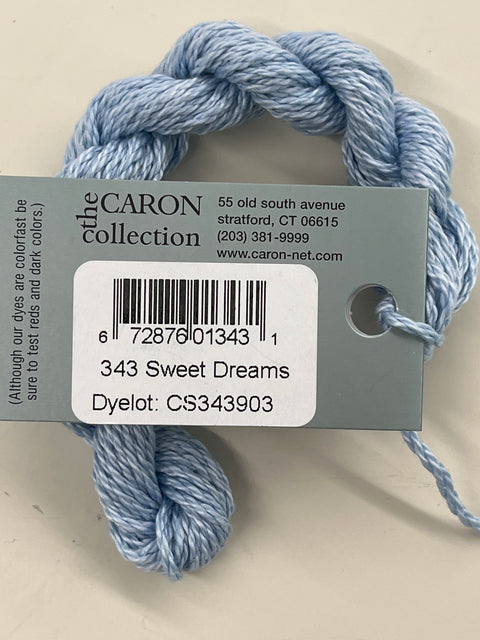 (Although our dyes are colorfast be
sure to test reds and dark colors.)
the CARON
collection
55 old south avenue
stratford, CT 06615
(203) 381-9999
www.caron-net.com
6 72876 01343 1
343 Sweet Dreams
Dyelot: CS343903